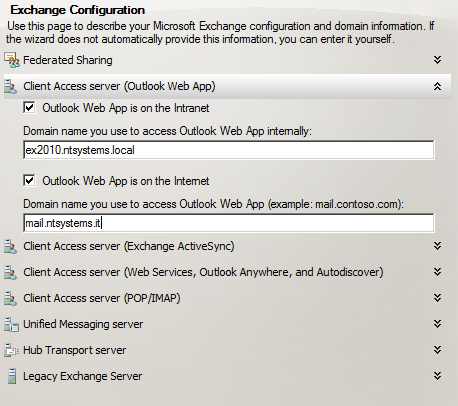 Exchange Configuration
Use this page to describe your Microsoft Exchange configuration and domain information. If
the wizard does not automatically provide this information, you can enter it yourself.
Federated Sharing
Client Access server (Outlook Web App)
Outlook Web App is on the Intranet
Domain name you use to access Outlook Web App internally:
ex2010.ntsystems.local
Outlook Web App is on the Internet
Domain name you use to access Outlook Web App (example: mail.contoso.com):
mail.ntsystems.it
Client Access server (Exchange ActiveSync)
Client Access server (Web Services, Outlook Anywhere, and Autodiscover)
Client Access server (POP/IMAP)
Unified Messaging server
Hub Transport server
Legacy Exchange Server